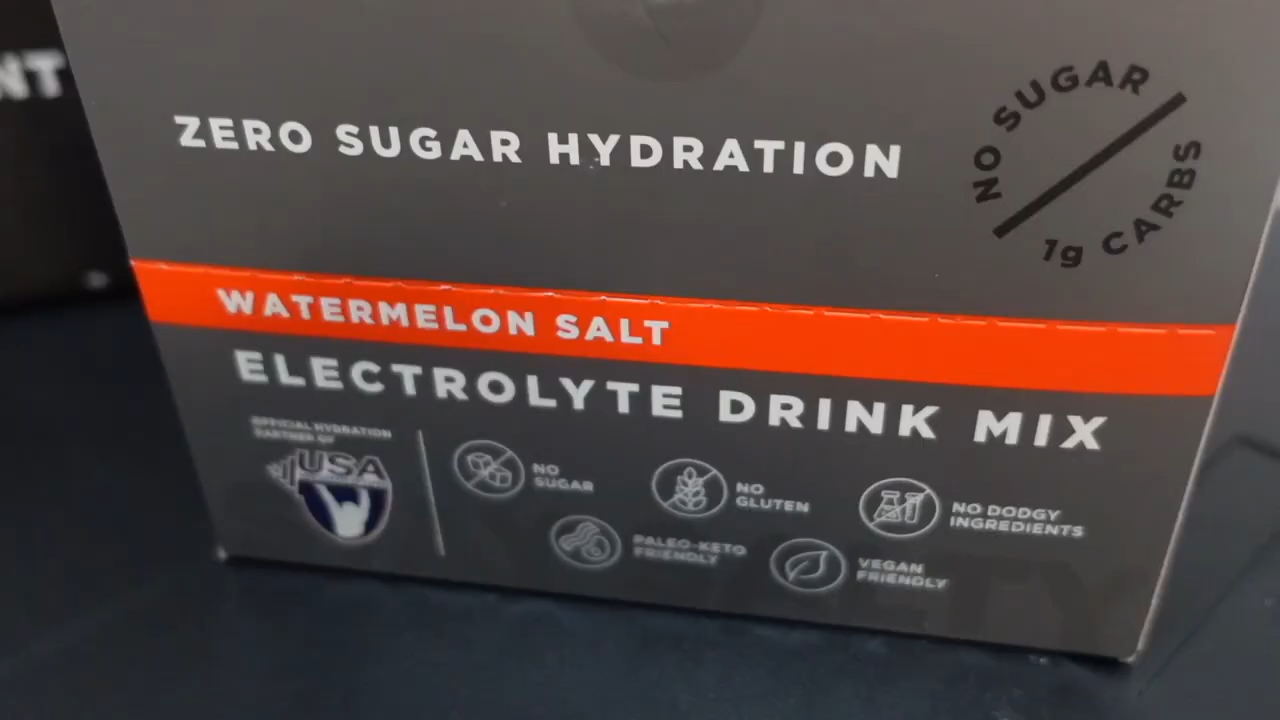 NT
ZERO SUGAR HYDRATION
NO SUGAR
1g CARBS
WATERMELON SALT
ELECTROLYTE DRINK MIX
OFFICIAL HYDRATION
PARTNER OF
USA
NO
SUGAR
NO
GLUTEN
NO DODGY
INGREDIENTS
PALEO-KETO
FRIENDLY
VEGAN
FRIENDLY